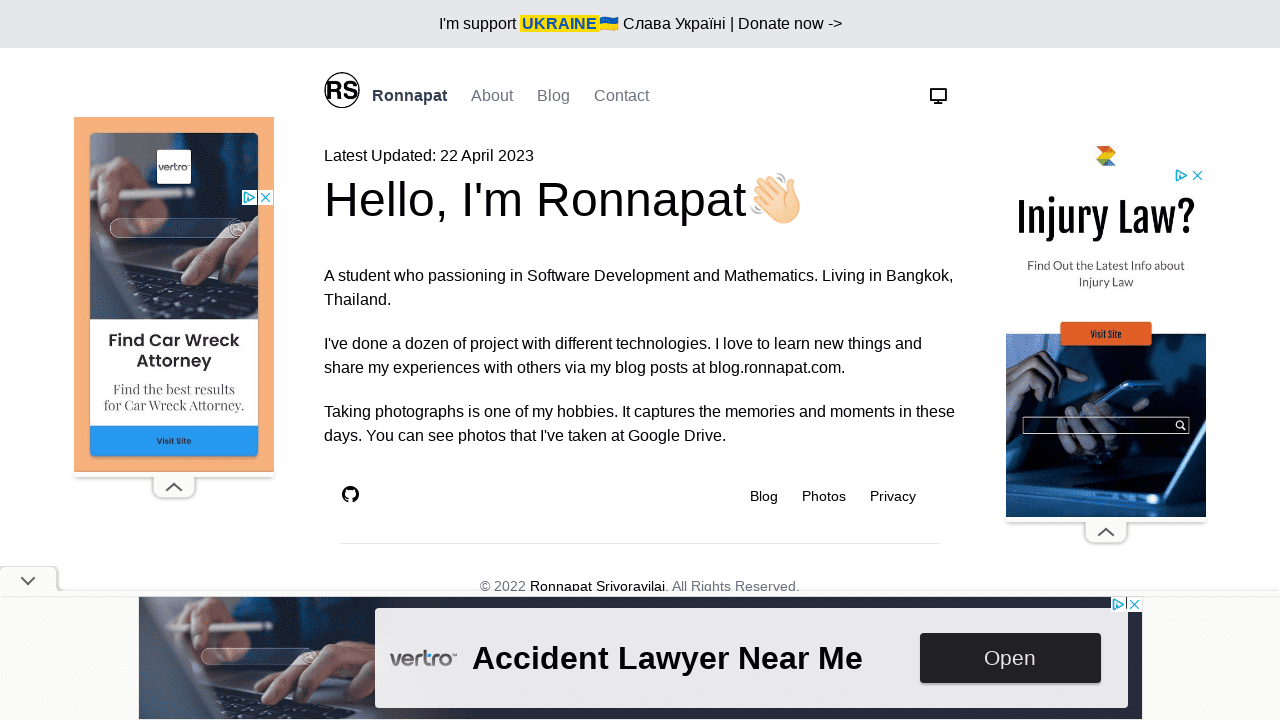 I'm support UKRAINE🇺🇦 Слава Україні | Donate now ->
RS Ronnapat About Blog Contact
Latest Updated: 22 April 2023
Hello, I'm Ronnapat👋🏻
A student who passioning in Software Development and Mathematics. Living in Bangkok,
Thailand.
I've done a dozen of project with different technologies. I love to learn new things and
share my experiences with others via my blog posts at blog.ronnapat.com.
Taking photographs is one of my hobbies. It captures the memories and moments in these
days. You can see photos that I've taken at Google Drive.
Blog Photos Privacy
© 2022 Ronnapat Srivoravilai. All Rights Reserved.
vertro™
Find Car Wreck
Attorney
Find the best results
for Car Wreck Attorney.
Visit Site
Injury Law?
Find Out the Latest Info about
Injury Law
Visit Site
vertro™
Accident Lawyer Near Me
Open